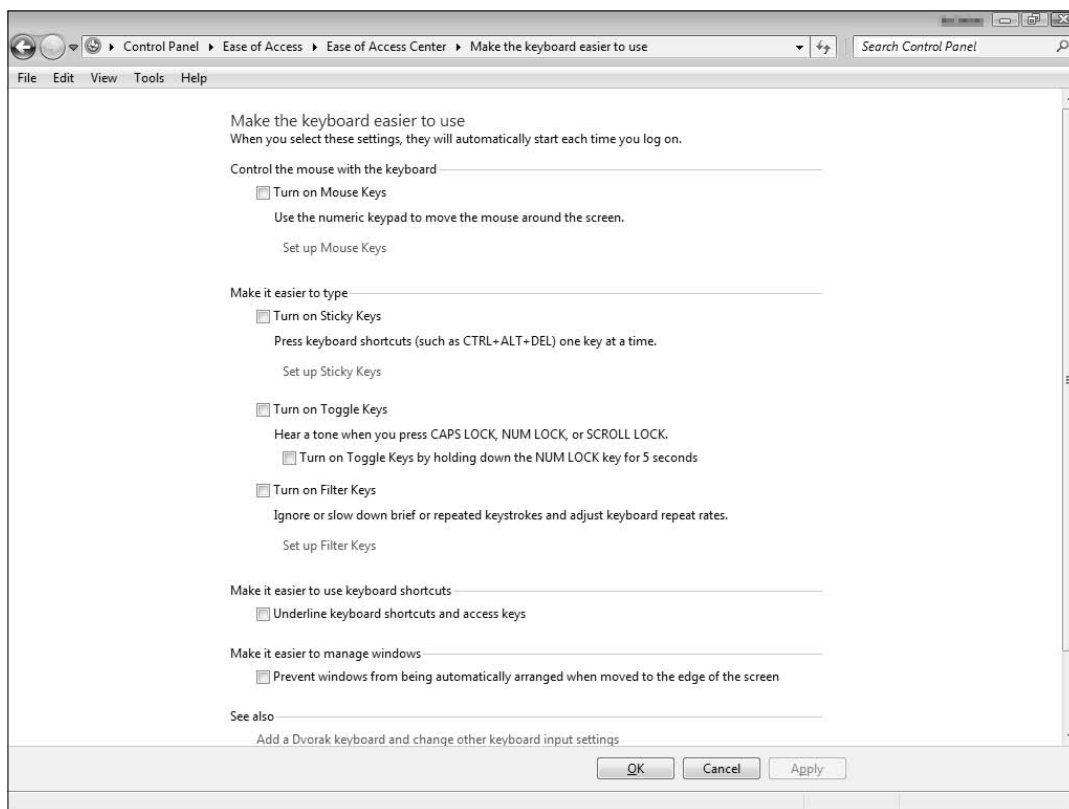 Control Panel Ease of Access Ease of Access Center Make the keyboard easier to use Search Control Panel
File Edit View Tools Help
Make the keyboard easier to use
When you select these settings, they will automatically start each time you log on.
Control the mouse with the keyboard
Turn on Mouse Keys
Use the numeric keypad to move the mouse around the screen.
Set up Mouse Keys
Make it easier to type
Turn on Sticky Keys
Press keyboard shortcuts (such as CTRL+ALT+DEL) one key at a time.
Set up Sticky Keys
Turn on Toggle Keys
Hear a tone when you press CAPS LOCK, NUM LOCK, or SCROLL LOCK.
Turn on Toggle Keys by holding down the NUM LOCK key for 5 seconds
Turn on Filter Keys
Ignore or slow down brief or repeated keystrokes and adjust keyboard repeat rates.
Set up Filter Keys
Make it easier to use keyboard shortcuts
Underline keyboard shortcuts and access keys
Make it easier to manage windows
Prevent windows from being automatically arranged when moved to the edge of the screen
See also
Add a Dvorak keyboard and change other keyboard input settings
OK Cancel Apply